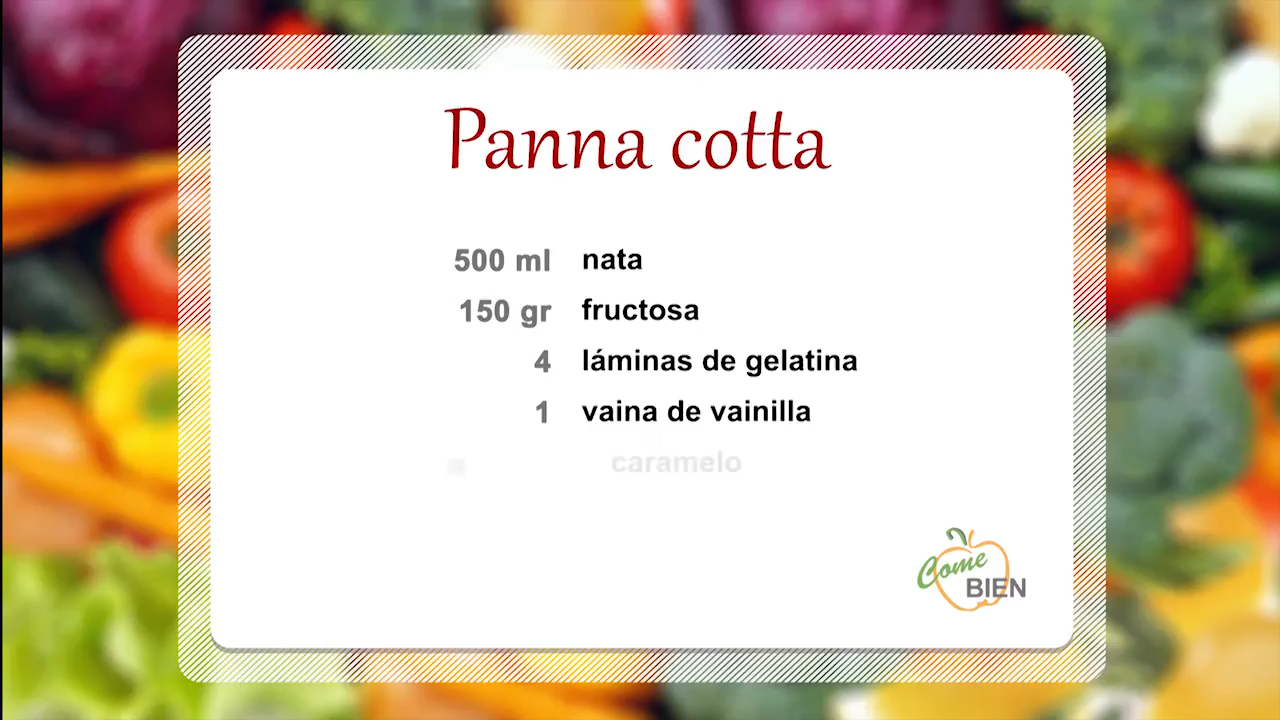 Panna cotta
500 ml nata
150 gr fructosa
4 láminas de gelatina
1 vaina de vainilla
caramelo
Come
BIEN